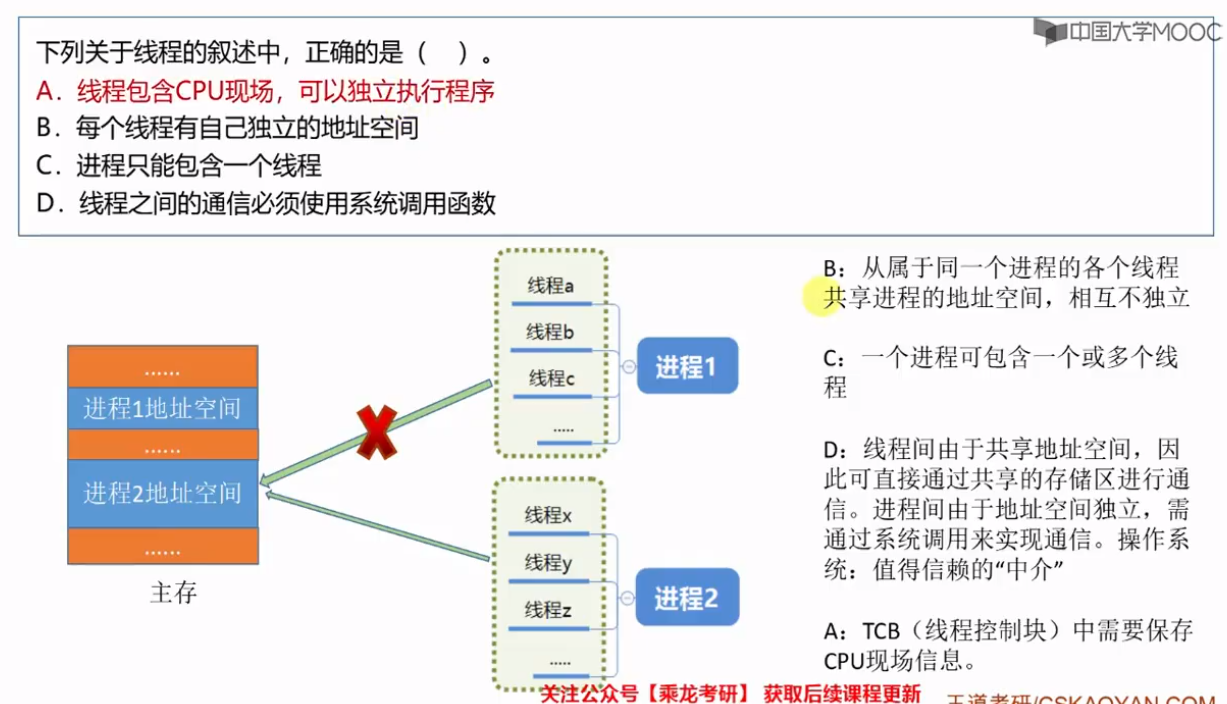 中国大学MOOC
下列关于线程的叙述中，正确的是（ ）。
A．线程包含CPU现场，可以独立执行程序
B．每个线程有自己独立的地址空间
C．进程只能包含一个线程
D．线程之间的通信必须使用系统调用函数
......
进程1地址空间
......
进程2地址空间
......
主存
线程a
线程b
线程c
.....
进程1
线程x
线程y
线程z
.....
进程2
B：从属于同一个进程的各个线程
共享进程的地址空间，相互不独立
C：一个进程可包含一个或多个线
程
D：线程间由于共享地址空间，因
此可直接通过共享的存储区进行通
信。进程间由于地址空间独立，需
通过系统调用来实现通信。操作系
统：值得信赖的“中介”
A：TCB（线程控制块）中需要保存
CPU现场信息。
关注公众号【乘龙考研】 获取后续课程更新
王道考研/CSKAOYAN.COM